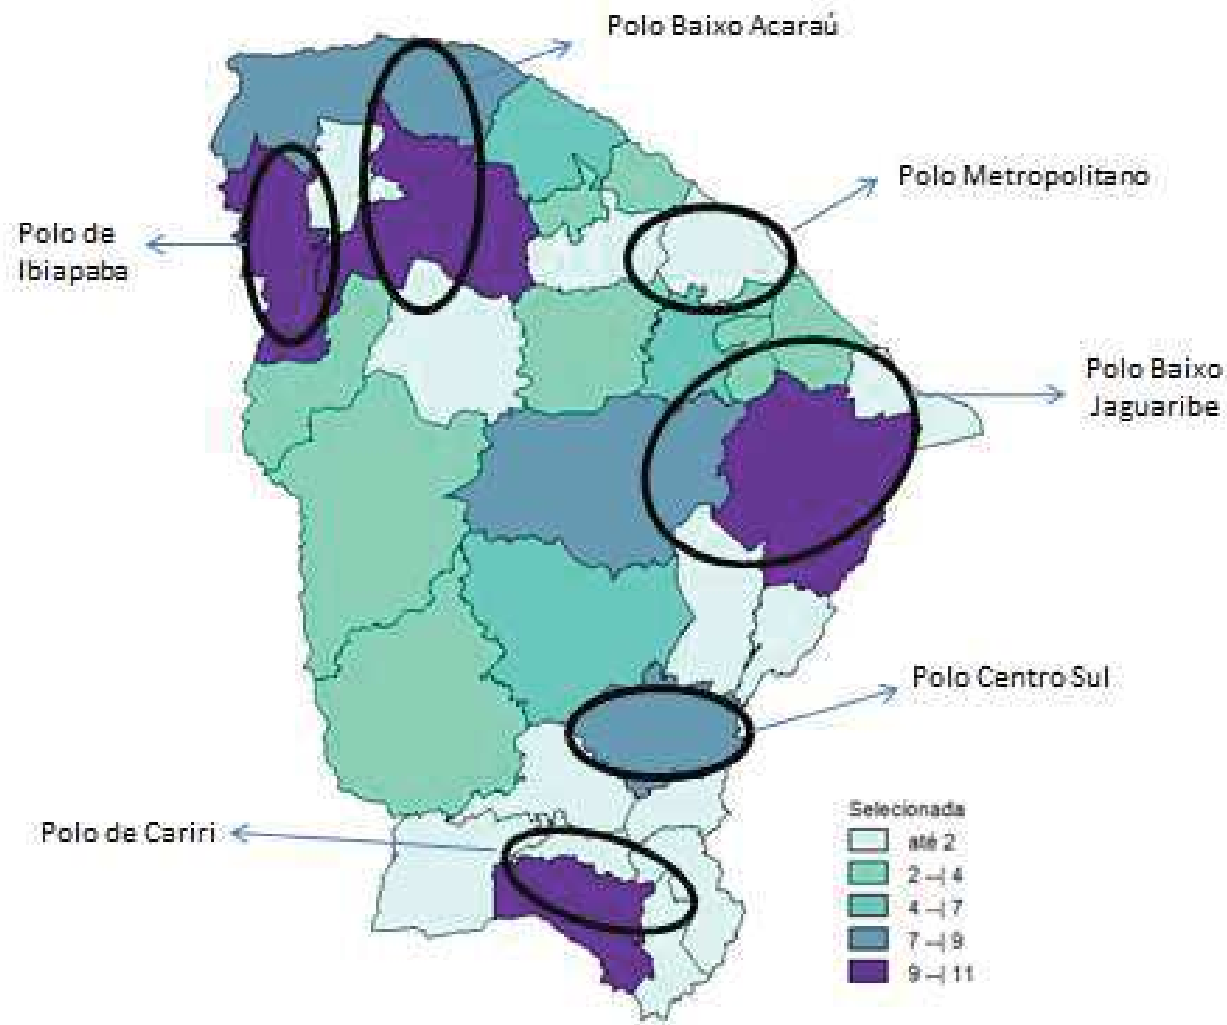 Polo Baixo Acaraú
Polo Metropolitano
Polo de
Ibiapaba
Polo Baixo
Jaguaribe
Polo Centro Sul
Polo de Cariri
Selecionada
até 2
2 --| 4
4 --| 7
7 --| 9
9 --| 11